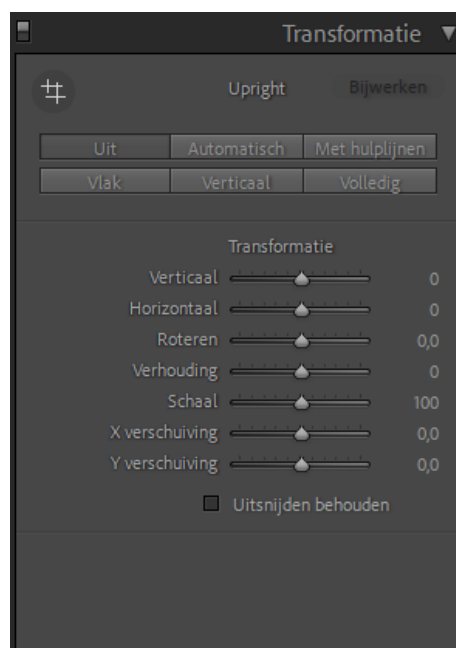 Transformatie
Upright Bijwerken
Uit Automatisch Met hulplijnen
Vlak Verticaal Volledig
Transformatie
Verticaal 0
Horizontaal 0
Roteren 0,0
Verhouding 0
Schaal 100
X verschuiving 0,0
Y verschuiving 0,0
Uitsnijden behouden